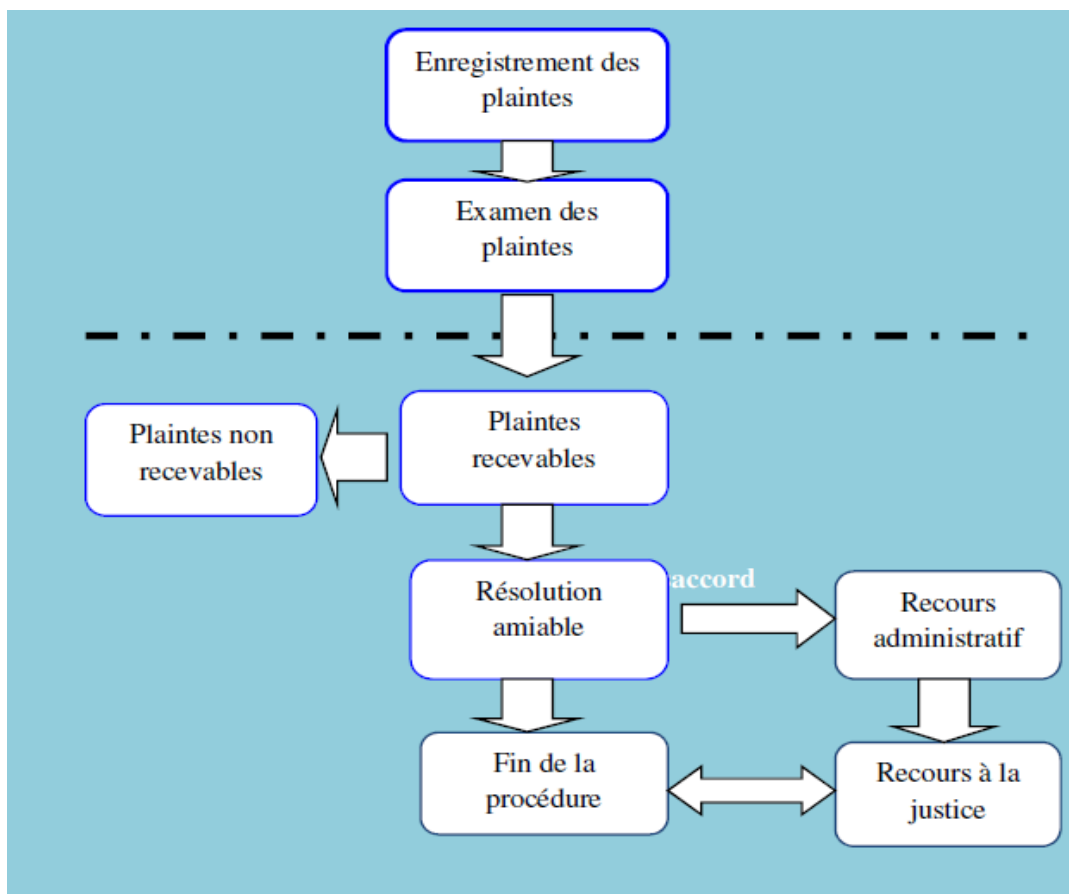 Enregistrement des
plaintes
Examen des
plaintes
Plaintes non
recevables
Plaintes
recevables
Résolution
amiable
accord
Recours
administratif
Fin de la
procédure
Recours à la
justice